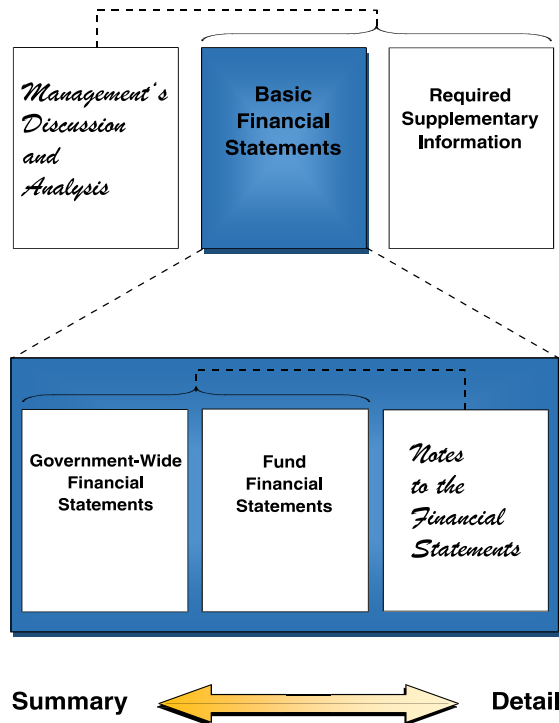 Management's
Discussion
and
Analysis
Basic
Financial
Statements
Required
Supplementary
Information
Government-Wide
Financial
Statements
Fund
Financial
Statements
Notes
to the
Financial
Statements
Summary
Detail